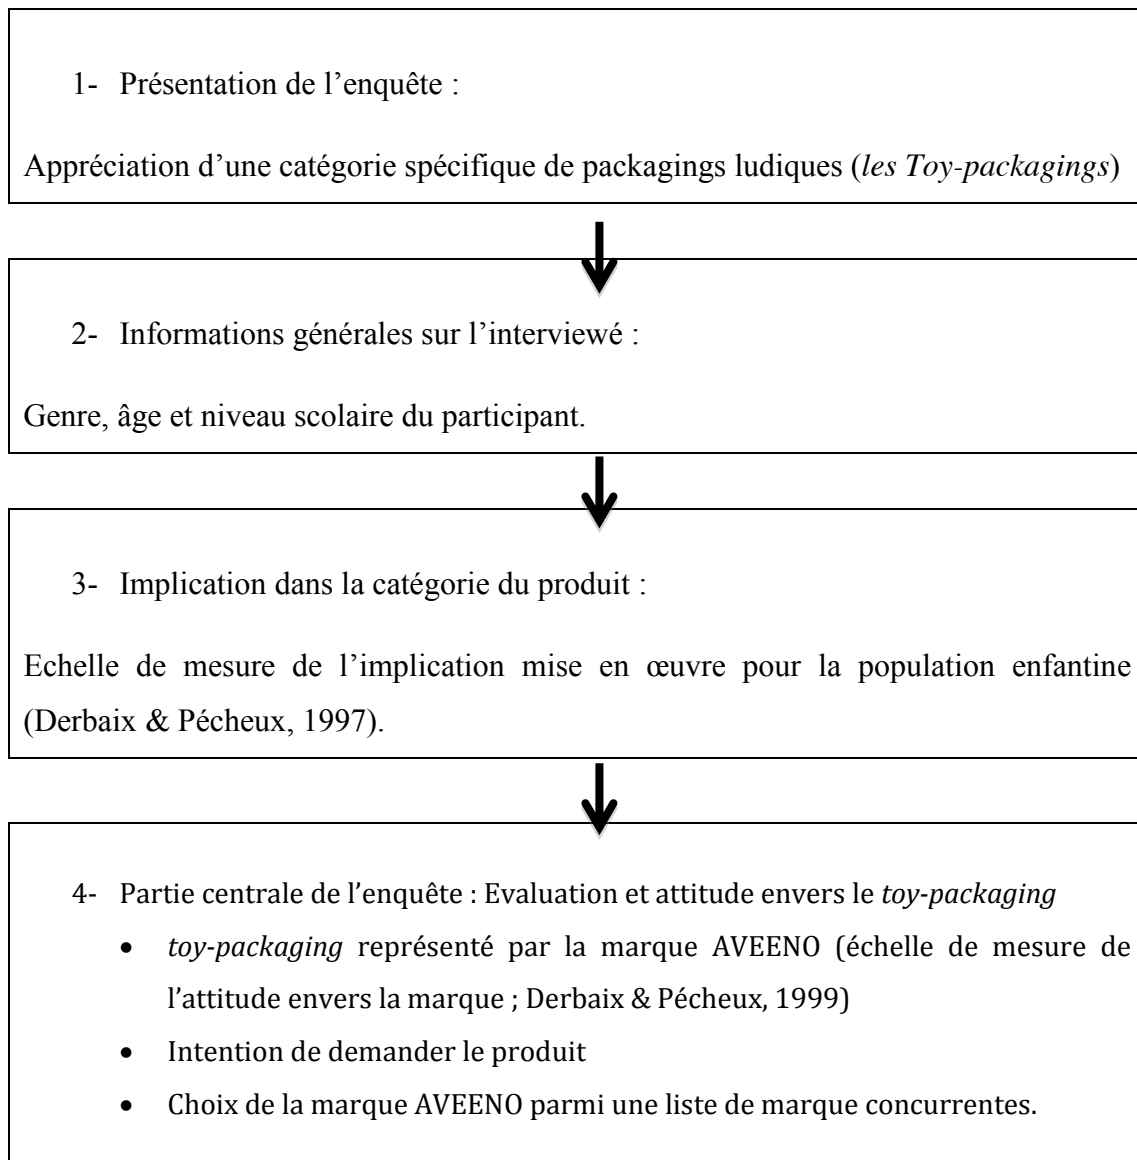 1- Présentation de l’enquête :
Appréciation d’une catégorie spécifique de packagings ludiques (les Toy-packagings)
2- Informations générales sur l’interviewé :
Genre, âge et niveau scolaire du participant.
3- Implication dans la catégorie du produit :
Echelle de mesure de l’implication mise en œuvre pour la population enfantine
(Derbaix & Pécheux, 1997).
4- Partie centrale de l’enquête : Evaluation et attitude envers le toy-packaging
• toy-packaging représenté par la marque AVEENO (échelle de mesure de
l’attitude envers la marque ; Derbaix & Pécheux, 1999)
• Intention de demander le produit
• Choix de la marque AVEENO parmi une liste de marque concurrentes.